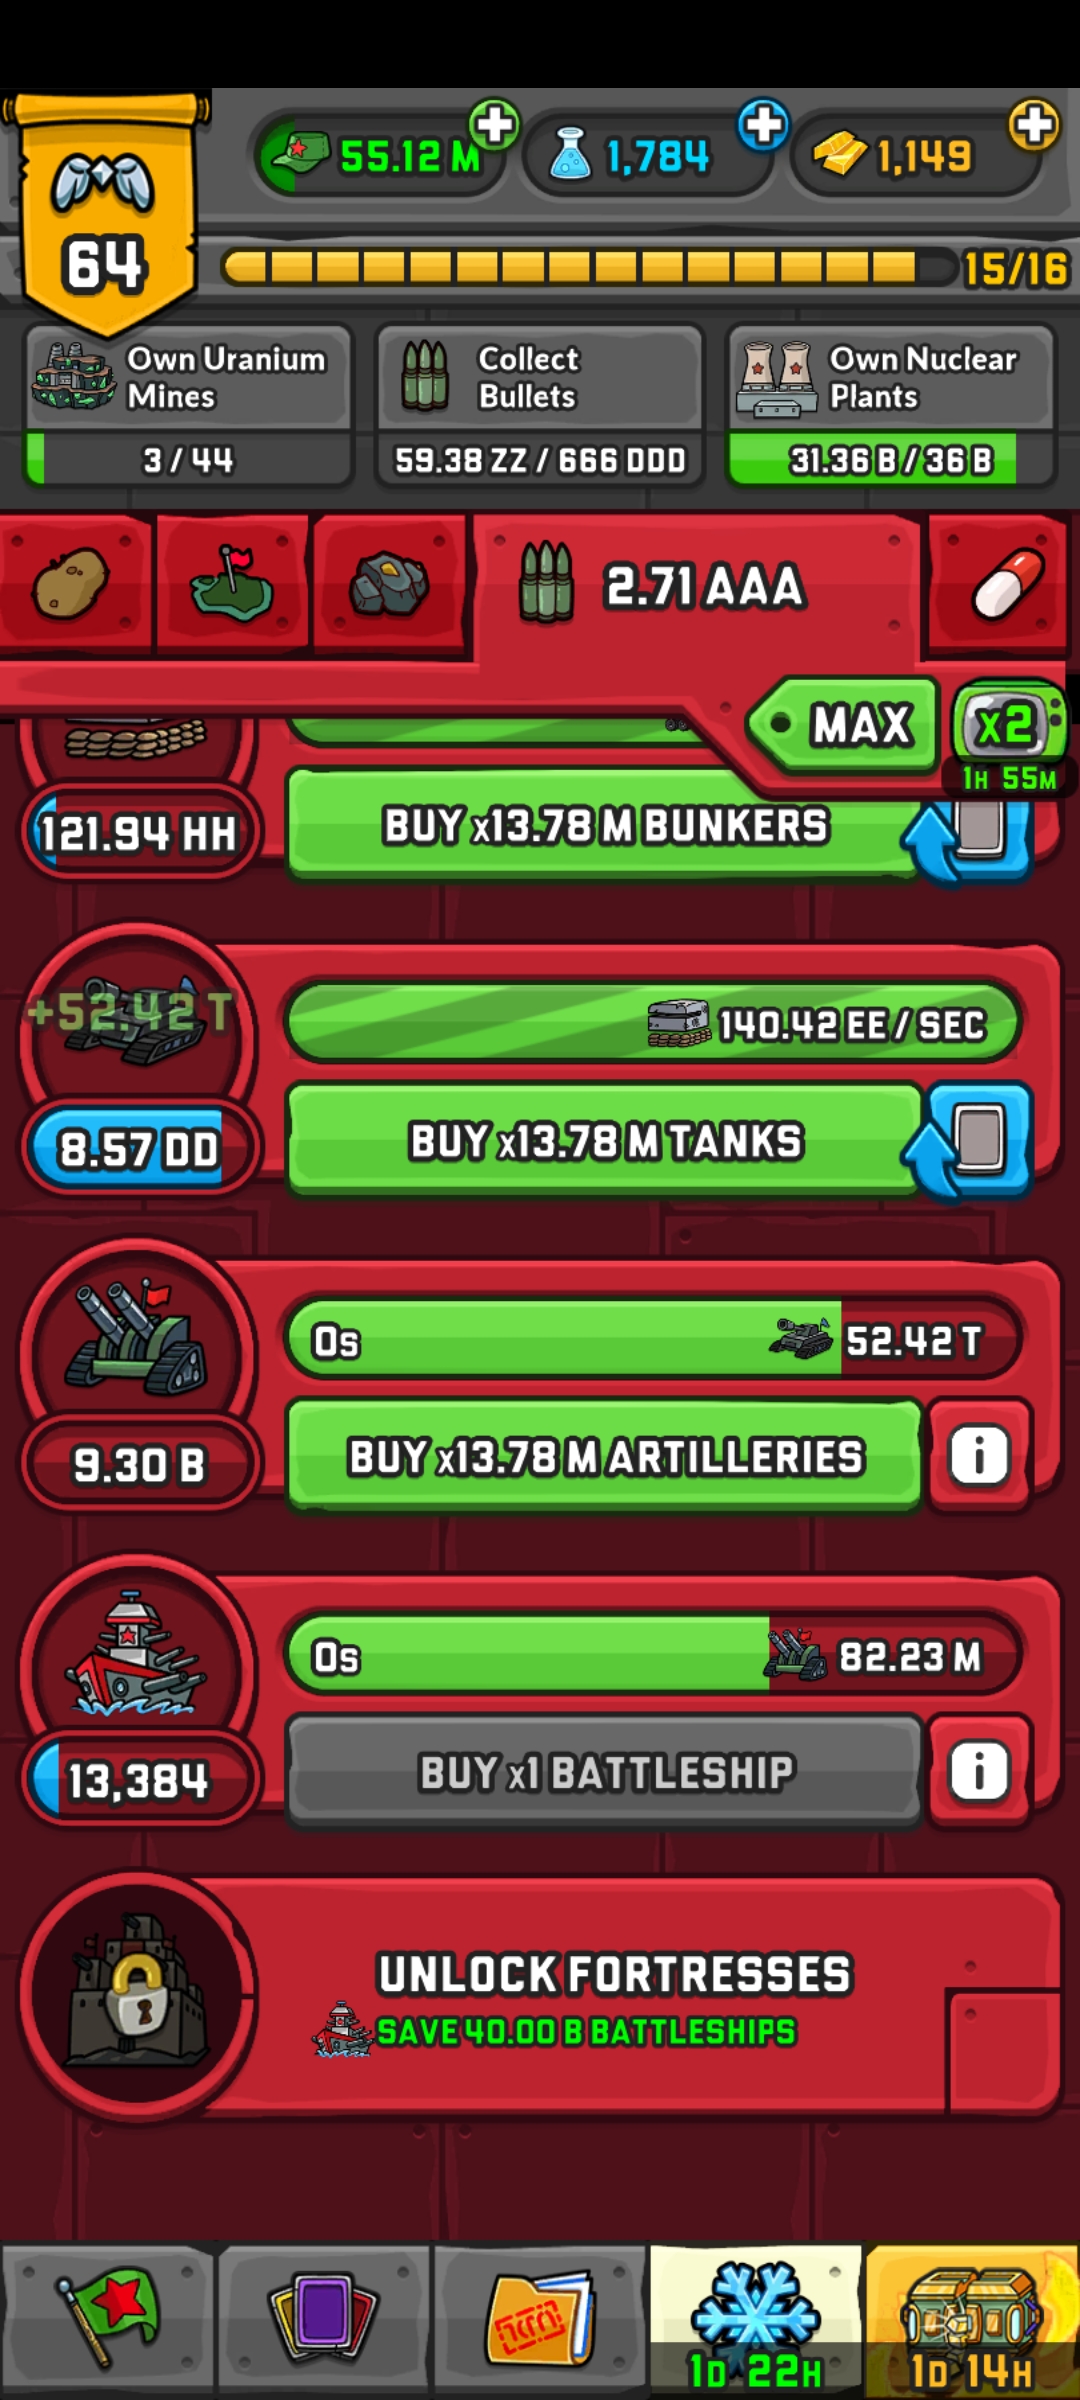 55.12 M
1,784
1,149
64
15/16
Own Uranium
Mines
3 / 44
Collect
Bullets
59.38 ZZ / 666 DDD
Own Nuclear
Plants
31.36 B / 36 B
2.71 AAA
MAX
x2
1H 55M
121.94 HH
BUY x13.78 M BUNKERS
+52.42 T
140.42 EE / SEC
8.57 DD
BUY x13.78 M TANKS
0s
52.42 T
9.30 B
BUY x13.78 M ARTILLERIES
i
0s
82.23 M
13,384
BUY x1 BATTLESHIP
i
UNLOCK FORTRESSES
SAVE 40.00 B BATTLESHIPS
1D 22H
1D 14H